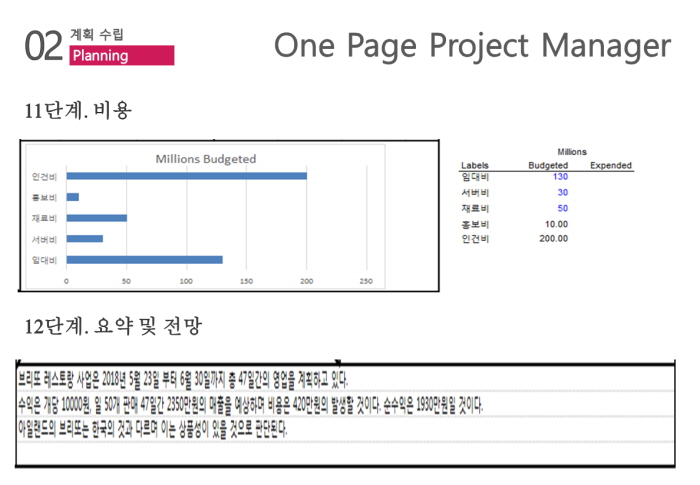 02
계획 수립
Planning
One Page Project Manager
11단계. 비용
Millions Budgeted
인건비
홍보비
재료비
서버비
임대비
0 50 100 150 200 250
Millions
Labels Budgeted Expended
임대비 130
서버비 30
재료비 50
홍보비 10.00
인건비 200.00
12단계. 요약 및 전망
브리또 레스토랑 사업은 2018년 5월 23일 부터 6월 30일까지 총 47일간의 영업을 계획하고 있다.
수익은 개당 10000원, 일 50개 판매 47일간 2350만원의 매출을 예상하며 비용은 420만원의 발생할 것이다. 순수익은 1930만원일 것이다.
아일랜드의 브리또는 한국의 것과 다르며 이는 상품성이 있을 것으로 판단된다.